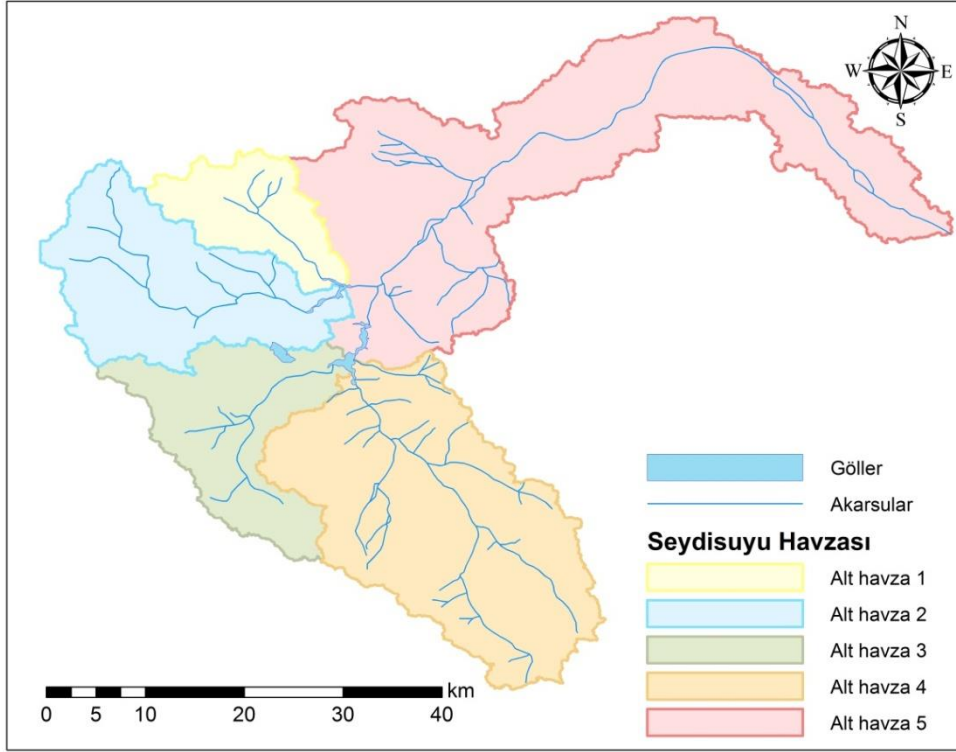 N
W E
S
Göller
Akarsular
Seydisuyu Havzası
Alt havza 1
Alt havza 2
Alt havza 3
Alt havza 4
Alt havza 5
km
0 5 10 20 30 40